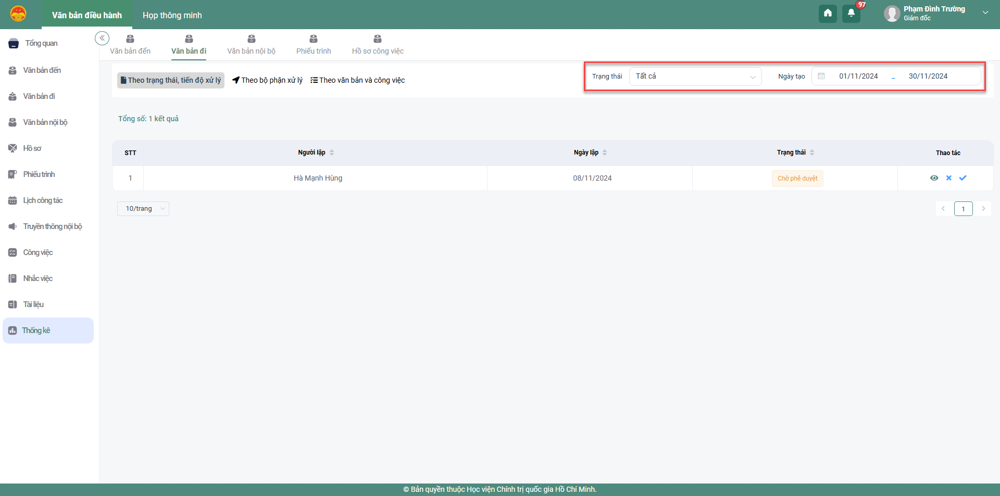 Văn bản điều hành
Họp thông minh
97
Phạm Đình Trường
Giám đốc
Tổng quan
Văn bản đến
Văn bản đi
Văn bản nội bộ
Hồ sơ
Phiếu trình
Lịch công tác
Truyền thông nội bộ
Công việc
Nhắc việc
Tài liệu
Thống kê
Văn bản đến
Văn bản đi
Văn bản nội bộ
Phiếu trình
Hồ sơ công việc
Theo trạng thái, tiến độ xử lý
Theo bộ phận xử lý
Theo văn bản và công việc
Trạng thái
Tất cả
Ngày tạo
01/11/2024
_
30/11/2024
Tổng số: 1 kết quả
STT
Người lập
Ngày lập
Trạng thái
Thao tác
1
Hà Mạnh Hùng
08/11/2024
Chờ phê duyệt
10/trang
1
© Bản quyền thuộc Học viện Chính trị quốc gia Hồ Chí Minh.